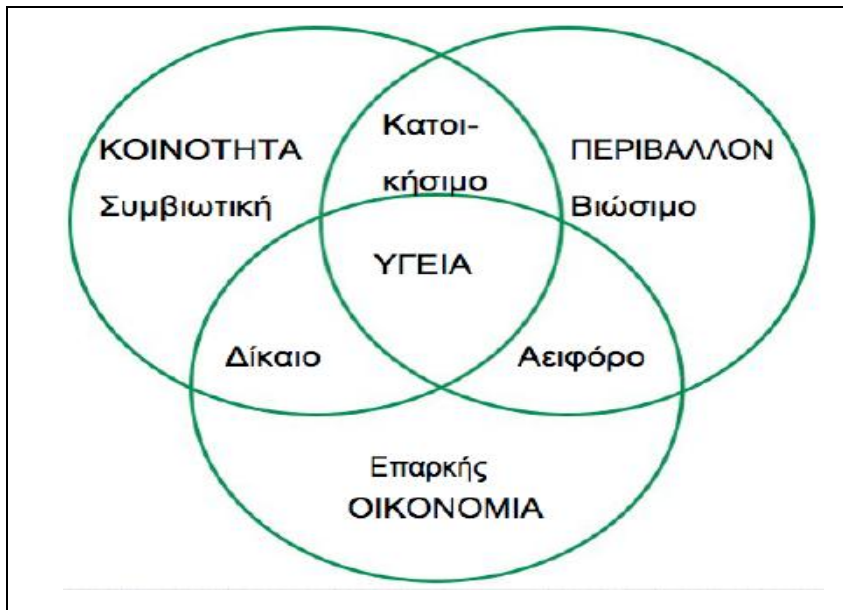 ΚΟΙΝΟΤΗΤΑ
Συμβιωτική
Κατοι-
κήσιμο
ΠΕΡΙΒΑΛΛΟΝ
Βιώσιμο
ΥΓΕΙΑ
Δίκαιο
Αειφόρο
Επαρκής
ΟΙΚΟΝΟΜΙΑ